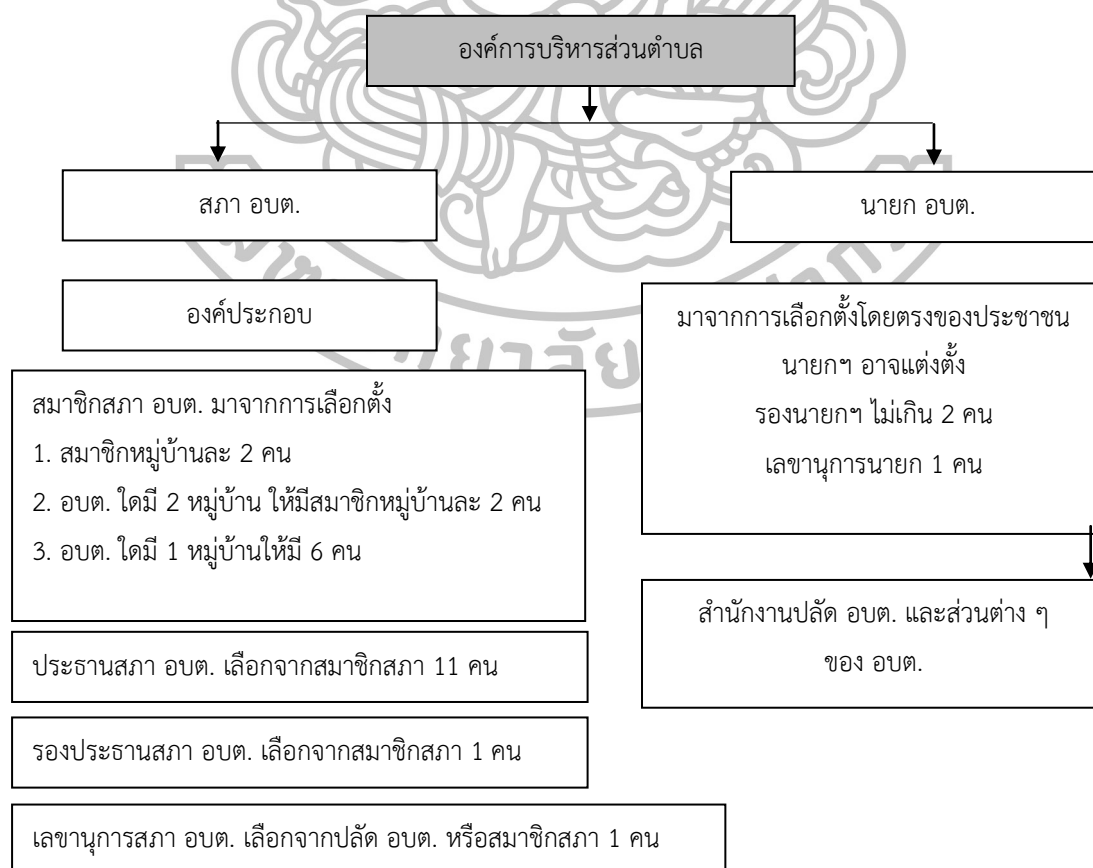 องค์การบริหารส่วนตำบล
สภา อบต.
นายก อบต.
องค์ประกอบ
มาจากการเลือกตั้งโดยตรงของประชาชน
นายกฯ อาจแต่งตั้ง
รองนายกฯ ไม่เกิน 2 คน
เลขานุการนายก 1 คน
สมาชิกสภา อบต. มาจากการเลือกตั้ง
1. สมาชิกหมู่บ้านละ 2 คน
2. อบต. ใดมี 2 หมู่บ้าน ให้มีสมาชิกหมู่บ้านละ 2 คน
3. อบต. ใดมี 1 หมู่บ้านให้มี 6 คน
สำนักงานปลัด อบต. และส่วนต่าง ๆ
ของ อบต.
ประธานสภา อบต. เลือกจากสมาชิกสภา 11 คน
รองประธานสภา อบต. เลือกจากสมาชิกสภา 1 คน
เลขานุการสภา อบต. เลือกจากปลัด อบต. หรือสมาชิกสภา 1 คน